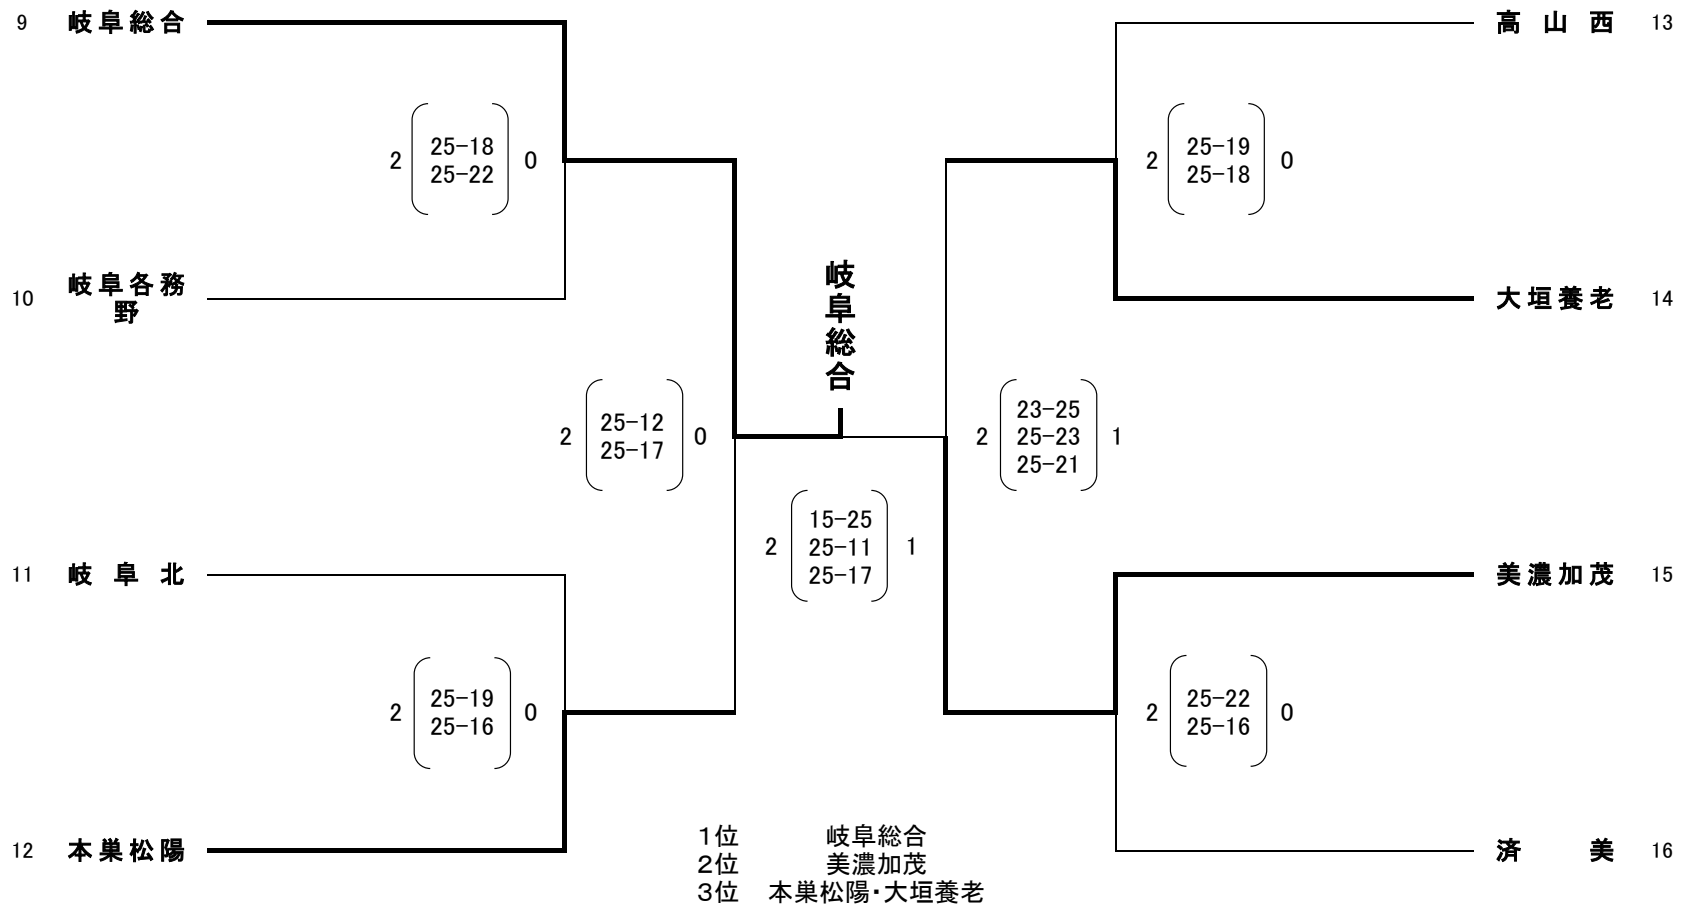 9 岐阜総合
高山西 13
2 25-18 0
25-22
2 25-19 0
25-18
10 岐阜各務
野
大垣養老 14
岐阜総合
2 25-12 0
25-17
23-25
2 25-23 1
25-21
15-25
2 25-11 1
25-17
11 岐阜北
美濃加茂 15
2 25-19 0
25-16
2 25-22 0
25-16
12 本巣松陽
済美 16
1位 岐阜総合
2位 美濃加茂
3位 本巣松陽・大垣養老